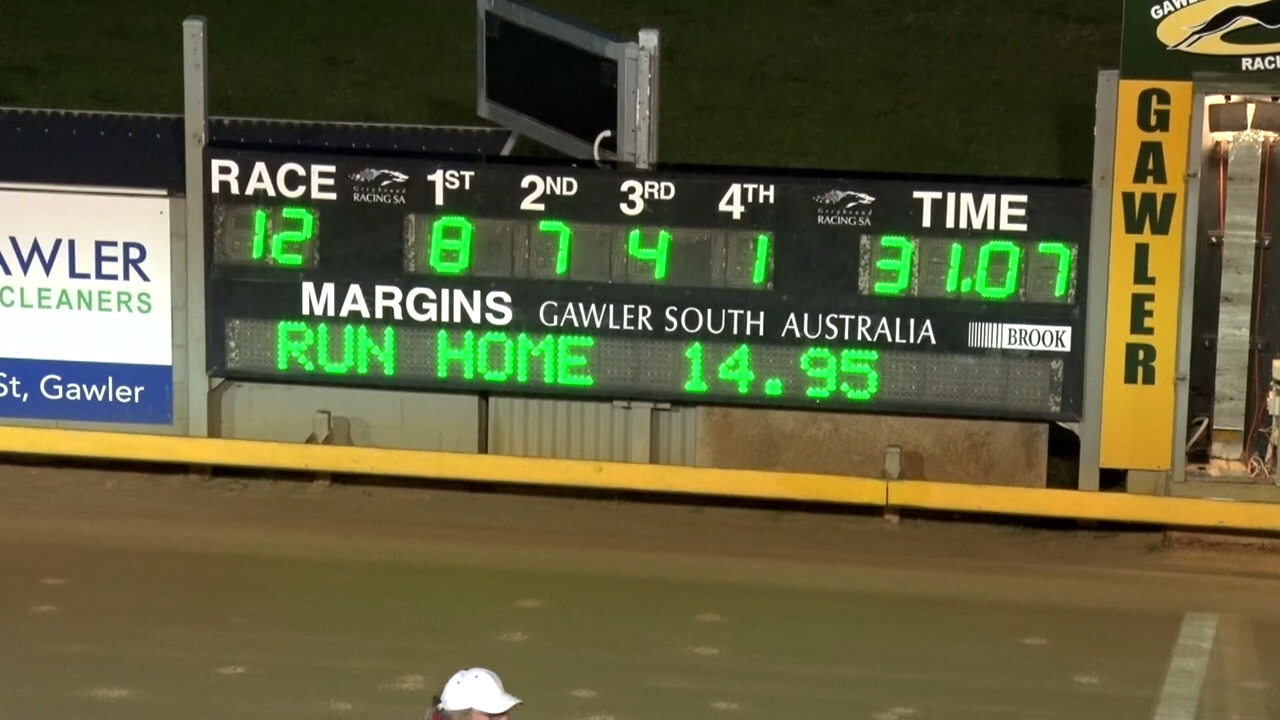 GAWLER
RACI
GAWLER
RACE
Greyhound
RACING SA
1ST 2ND 3RD 4TH
Greyhound
RACING SA
TIME
12 8 7 4 1 31.07
MARGINS GAWLER SOUTH AUSTRALIA BROOK
RUN HOME 14.95
AWLER
CLEANERS
St, Gawler